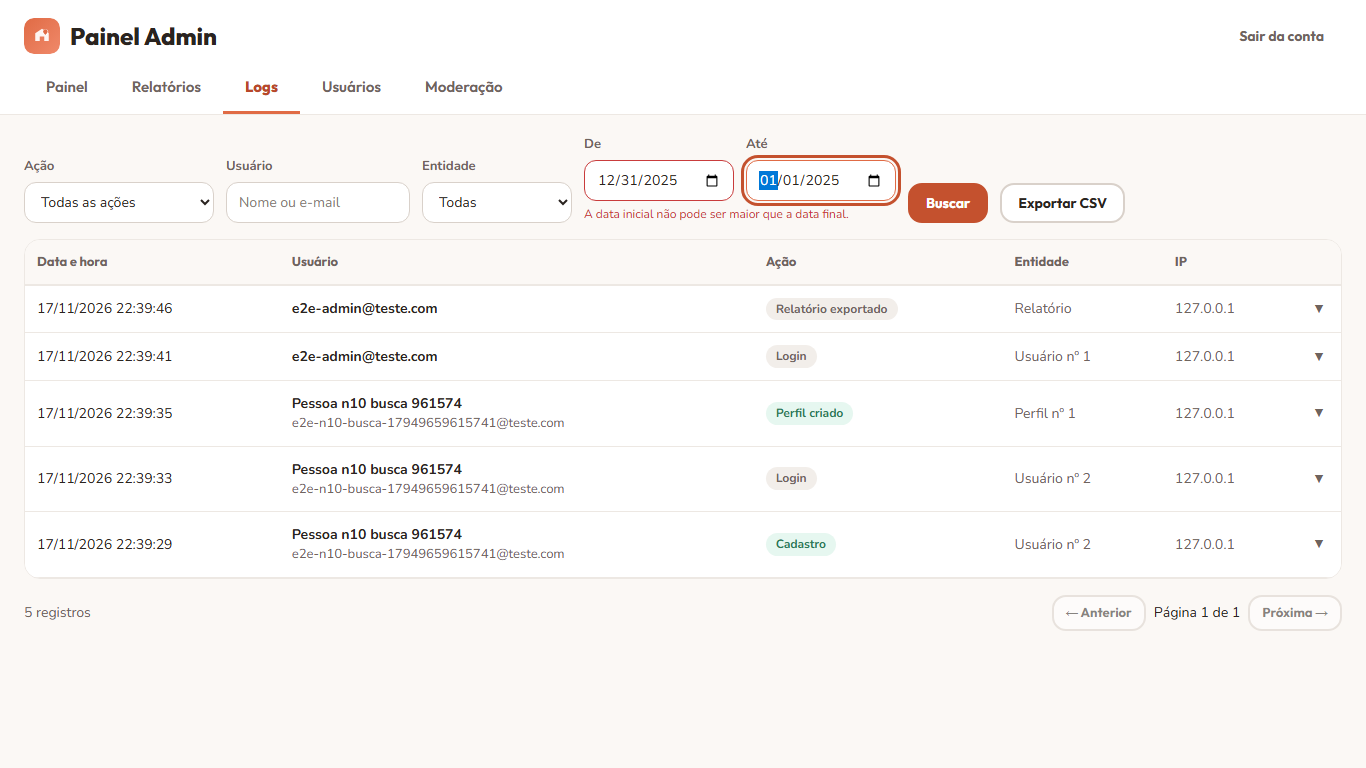 Painel Admin
Sair da conta
Painel Relatórios Logs Usuários Moderação
Ação Usuário Entidade De Até
Todas as ações Nome ou e-mail Todas 12/31/2025 01/01/2025 Buscar Exportar CSV
A data inicial não pode ser maior que a data final.
Data e hora Usuário Ação Entidade IP
17/11/2026 22:39:46 e2e-admin@teste.com Relatório exportado Relatório 127.0.0.1 ▼
17/11/2026 22:39:41 e2e-admin@teste.com Login Usuário nº 1 127.0.0.1 ▼
17/11/2026 22:39:35 Pessoa n10 busca 961574 Perfil criado Perfil nº 1 127.0.0.1 ▼
e2e-n10-busca-17949659615741@teste.com
17/11/2026 22:39:33 Pessoa n10 busca 961574 Login Usuário nº 2 127.0.0.1 ▼
e2e-n10-busca-17949659615741@teste.com
17/11/2026 22:39:29 Pessoa n10 busca 961574 Cadastro Usuário nº 2 127.0.0.1 ▼
e2e-n10-busca-17949659615741@teste.com
5 registros ← Anterior Página 1 de 1 Próxima →